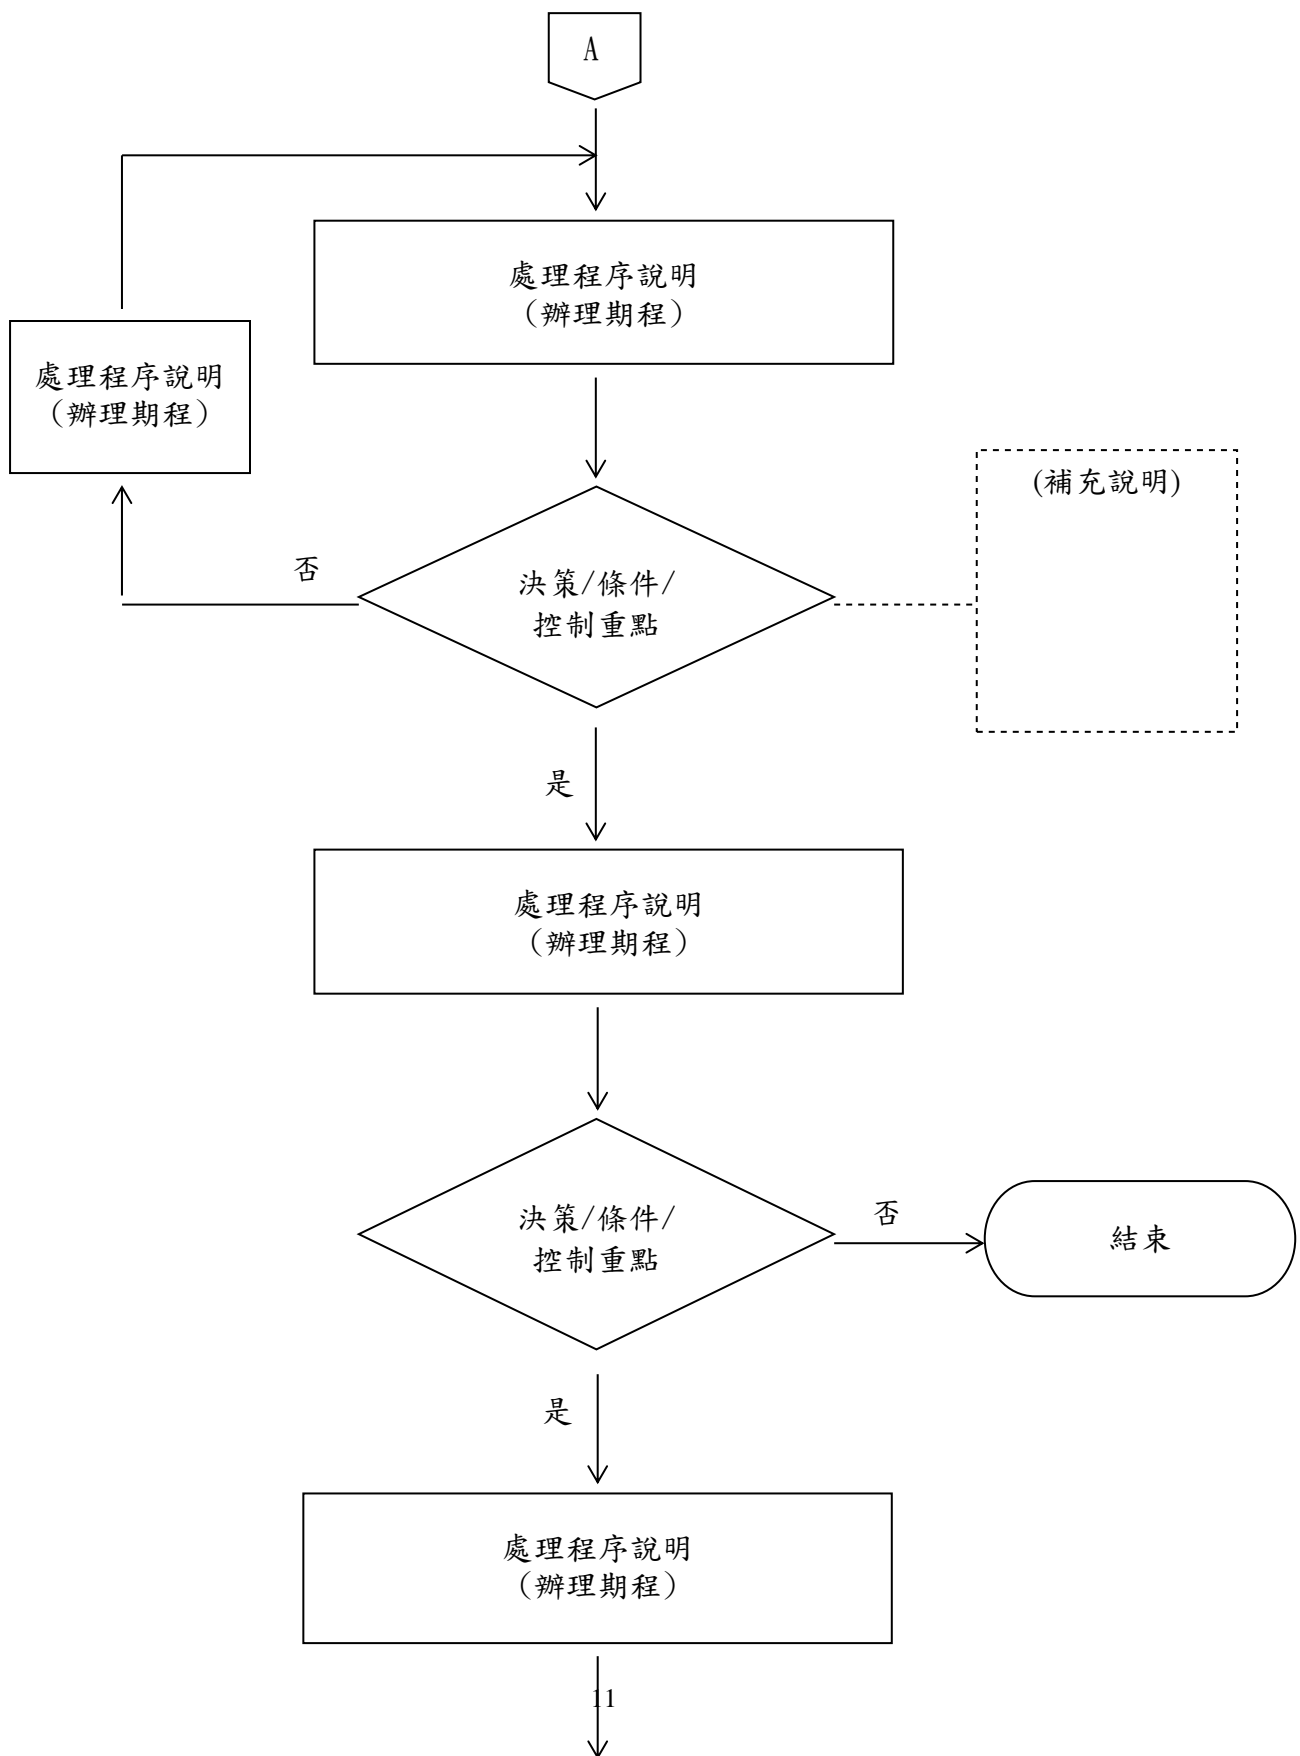 A
處理程序說明
（辦理期程）
處理程序說明
（辦理期程）
(補充說明)
否
決策/條件/
控制重點
是
處理程序說明
（辦理期程）
決策/條件/
控制重點
否
結束
是
處理程序說明
（辦理期程）
11